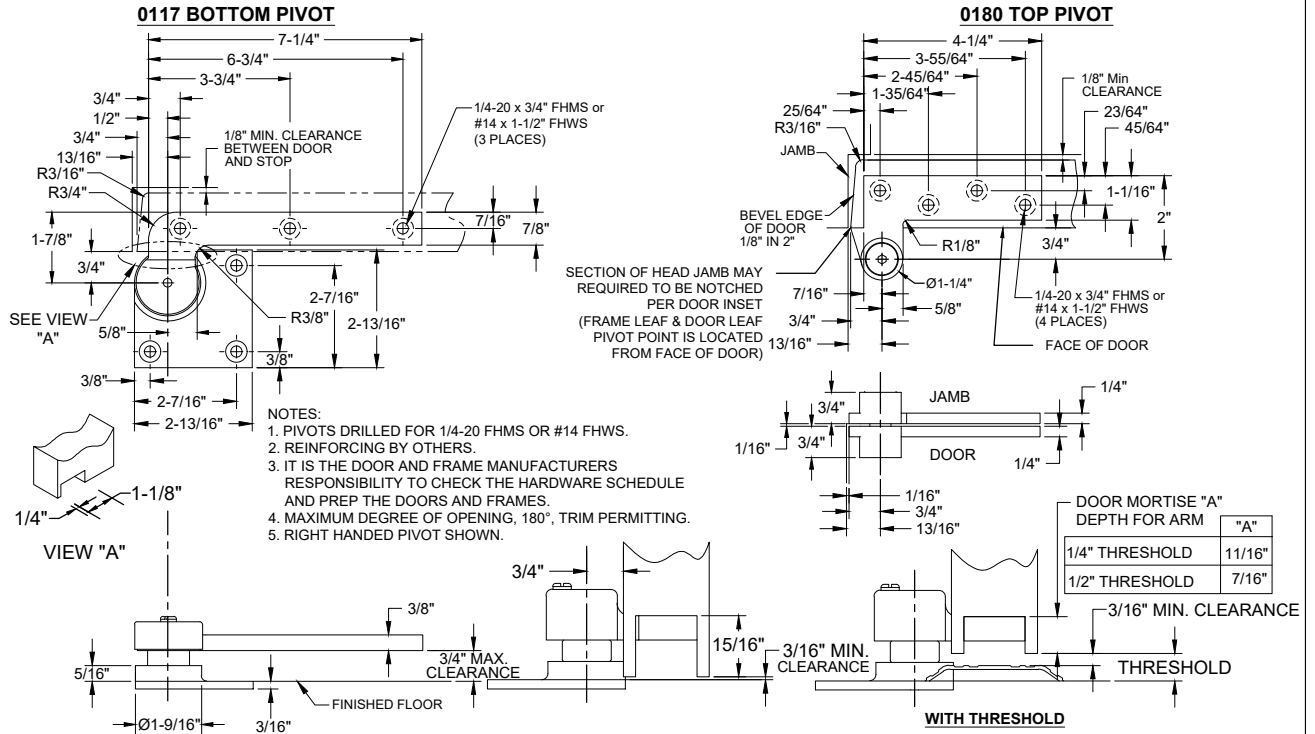 0117 BOTTOM PIVOT
7-1/4"
6-3/4"
3-3/4"
3/4"
1/2"
3/4"
13/16"
R3/16"
R3/4"
1-7/8"
3/4"
SEE VIEW
"A"
1/8" MIN. CLEARANCE
BETWEEN DOOR
AND STOP
1/4-20 x 3/4" FHMS or
#14 x 1-1/2" FHWS
(3 PLACES)
7/16"
7/8"
2-7/16"
2-13/16"
R3/8"
5/8"
3/8"
3/8"
2-7/16"
2-13/16"
0180 TOP PIVOT
4-1/4"
3-55/64"
2-45/64"
1-35/64"
25/64"
R3/16"
JAMB
1/8" Min
CLEARANCE
23/64"
45/64"
1-1/16"
2"
BEVEL EDGE
OF DOOR
1/8" IN 2"
R1/8"
3/4"
SECTION OF HEAD JAMB MAY
REQUIRED TO BE NOTCHED
PER DOOR INSET
(FRAME LEAF & DOOR LEAF
PIVOT POINT IS LOCATED
FROM FACE OF DOOR)
Ø1-1/4"
7/16"
5/8"
3/4"
13/16"
1/4-20 x 3/4" FHMS or
#14 x 1-1/2" FHWS
(4 PLACES)
FACE OF DOOR
3/4"
JAMB
1/4"
1/16"
3/4"
DOOR
1/4"
1/16"
3/4"
13/16"
NOTES:
1. PIVOTS DRILLED FOR 1/4-20 FHMS OR #14 FHWS.
2. REINFORCING BY OTHERS.
3. IT IS THE DOOR AND FRAME MANUFACTURERS
RESPONSIBILITY TO CHECK THE HARDWARE SCHEDULE
AND PREP THE DOORS AND FRAMES.
4. MAXIMUM DEGREE OF OPENING, 180°, TRIM PERMITTING.
5. RIGHT HANDED PIVOT SHOWN.
1-1/8"
1/4"
VIEW "A"
DOOR MORTISE "A"
DEPTH FOR ARM
"A"
1/4" THRESHOLD 11/16"
1/2" THRESHOLD 7/16"
3/8"
5/16"
3/4" MAX.
CLEARANCE
FINISHED FLOOR
Ø1-9/16"
3/16"
3/4"
15/16"
3/16" MIN.
CLEARANCE
3/16" MIN. CLEARANCE
THRESHOLD
WITH THRESHOLD